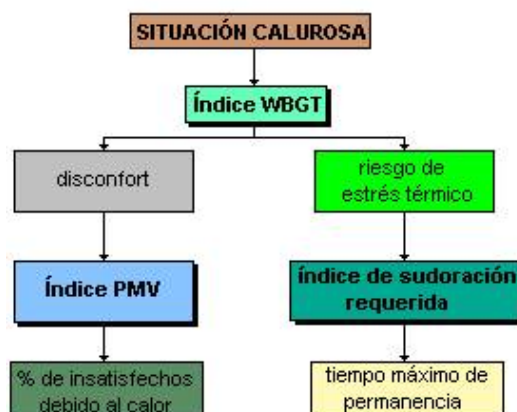 SITUACIÓN CALUROSA
Índice WBGT
disconfort
riesgo de
estrés térmico
Índice PMV
índice de sudoración
requerida
% de insatisfechos
debido al calor
tiempo máximo de
permanencia